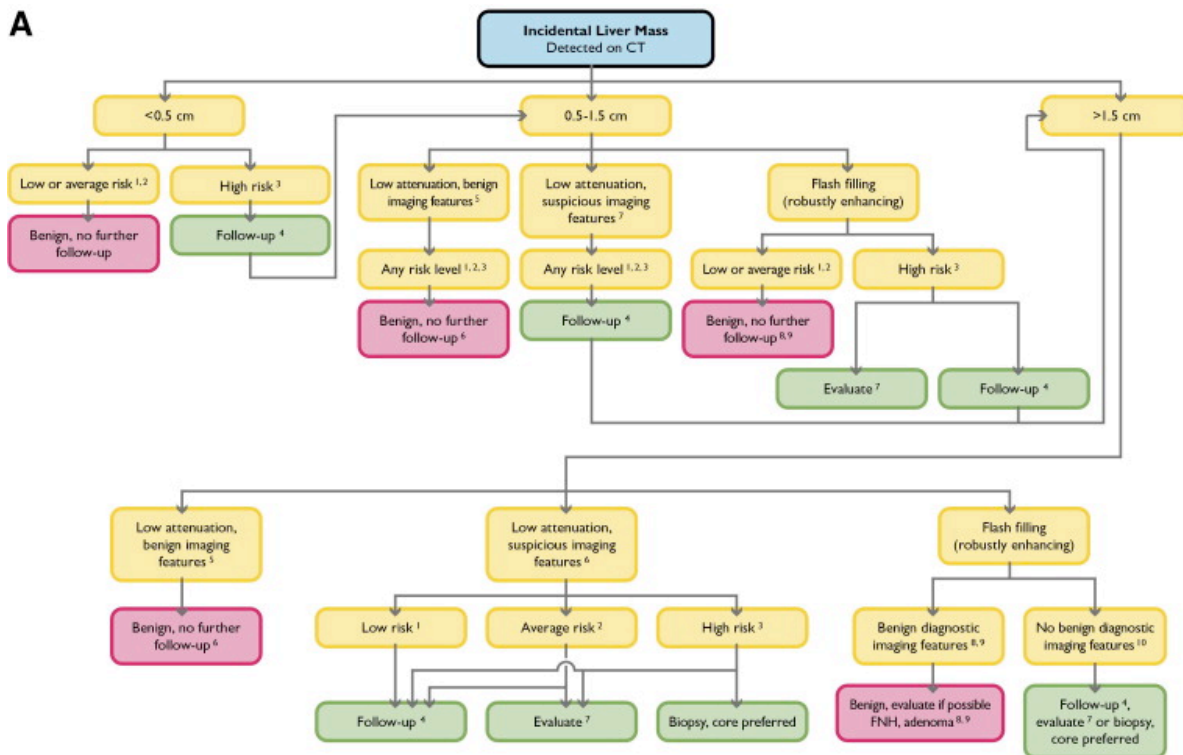 A
Incidental Liver Mass
Detected on CT
<0.5 cm
0.5-1.5 cm
>1.5 cm
Low or average risk 1, 2
High risk 3
Low attenuation, benign
imaging features 5
Low attenuation,
suspicious imaging
features 7
Flash filling
(robustly enhancing)
Benign, no further
follow-up
Follow-up 4
Any risk level 1, 2, 3
Any risk level 1, 2, 3
Low or average risk 1, 2
High risk 3
Benign, no further
follow-up 6
Follow-up 4
Benign, no further
follow-up 8, 9
Evaluate 7
Follow-up 4
Low attenuation,
benign imaging
features 5
Low attenuation,
suspicious imaging
features 6
Flash filling
(robustly enhancing)
Benign, no further
follow-up 6
Low risk 1
Average risk 2
High risk 3
Benign diagnostic
imaging features 8, 9
No benign diagnostic
imaging features 10
Follow-up 4
Evaluate 7
Biopsy, core preferred
Benign, evaluate if possible
FNH, adenoma 8, 9
Follow-up 4,
evaluate 7 or biopsy,
core preferred